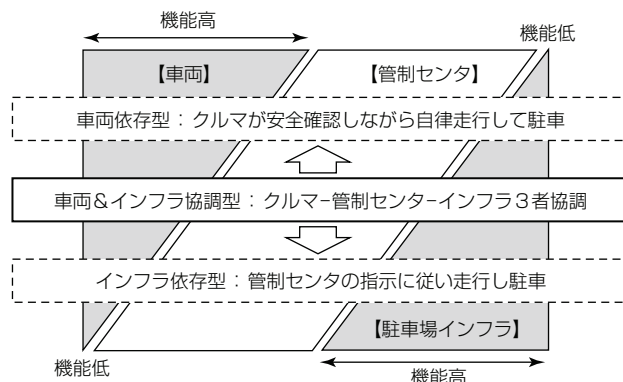 機能高
機能低
【車両】
【管制センタ】
車両依存型：クルマが安全確認しながら自律走行して駐車
車両&インフラ協調型：クルマ−管制センター−インフラ3者協調
インフラ依存型：管制センタの指示に従い走行し駐車
【駐車場インフラ】
機能低
機能高